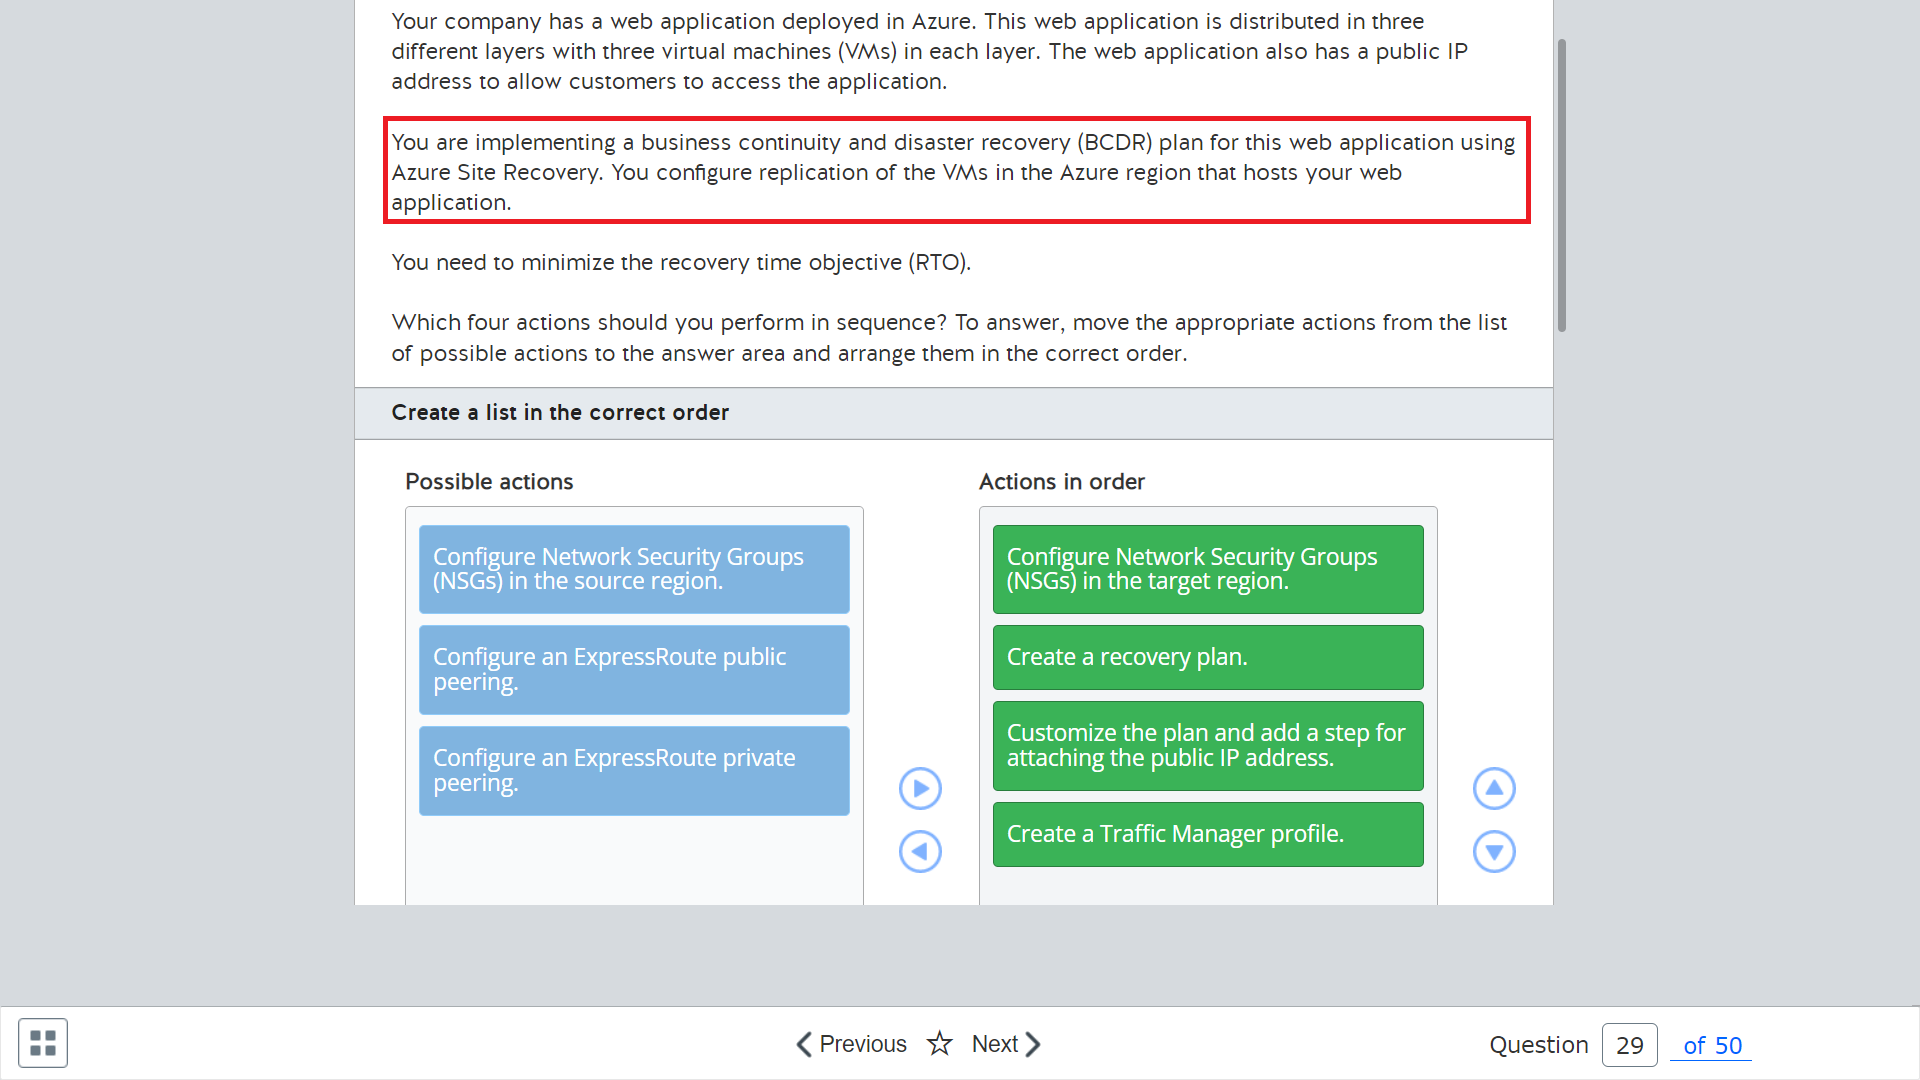 Your company has a web application deployed in Azure. This web application is distributed in three
different layers with three virtual machines (VMs) in each layer. The web application also has a public IP
address to allow customers to access the application.
You are implementing a business continuity and disaster recovery (BCDR) plan for this web application using
Azure Site Recovery. You configure replication of the VMs in the Azure region that hosts your web
application.
You need to minimize the recovery time objective (RTO).
Which four actions should you perform in sequence? To answer, move the appropriate actions from the list
of possible actions to the answer area and arrange them in the correct order.
Create a list in the correct order
Possible actions
Configure Network Security Groups
(NSGs) in the source region.
Configure an ExpressRoute public
peering.
Configure an ExpressRoute private
peering.
Actions in order
Configure Network Security Groups
(NSGs) in the target region.
Create a recovery plan.
Customize the plan and add a step for
attaching the public IP address.
Create a Traffic Manager profile.
Previous
Next
Question 29 of 50